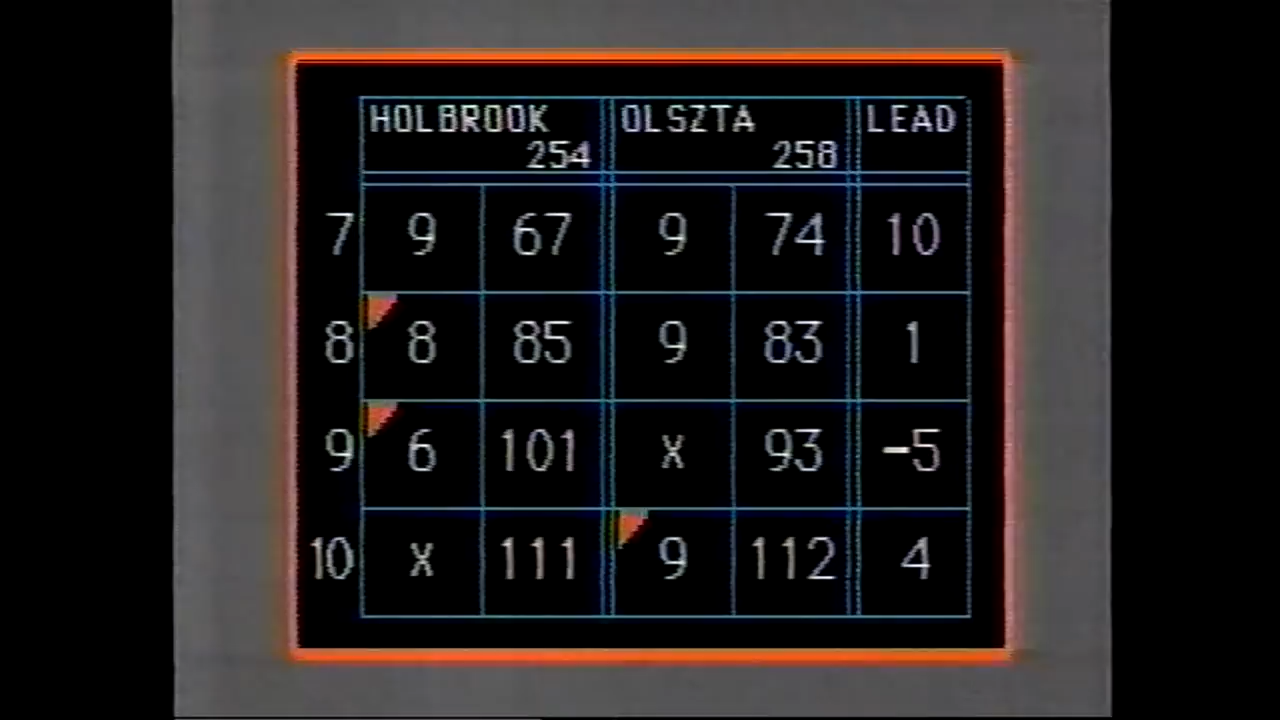 HOLBROOK OLSZTA LEAD
254 258
7 9 67 9 74 10
8 8 85 9 83 1
9 6 101 X 93 -5
10 X 111 9 112 4